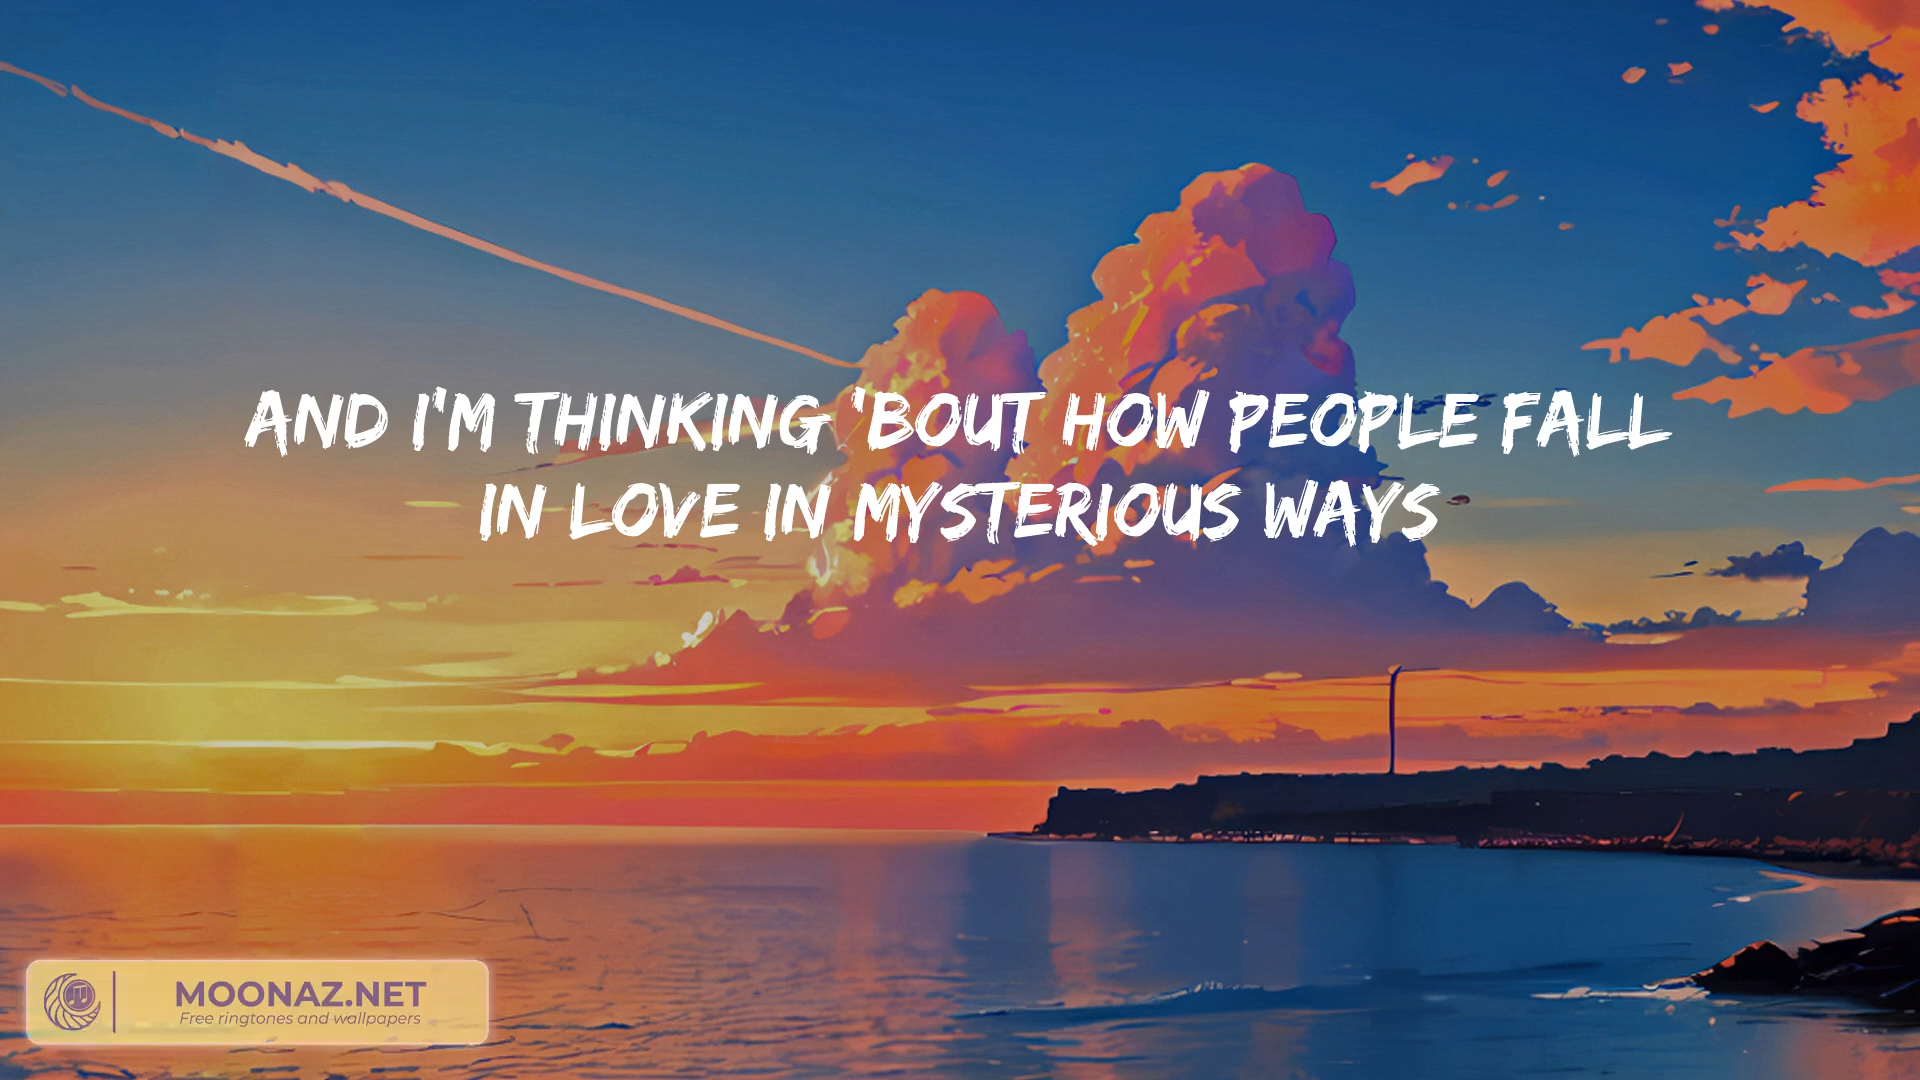 AND I'M THINKING 'BOUT HOW PEOPLE FALL
IN LOVE IN MYSTERIOUS WAYS
MOONAZ.NET
Free ringtones and wallpapers